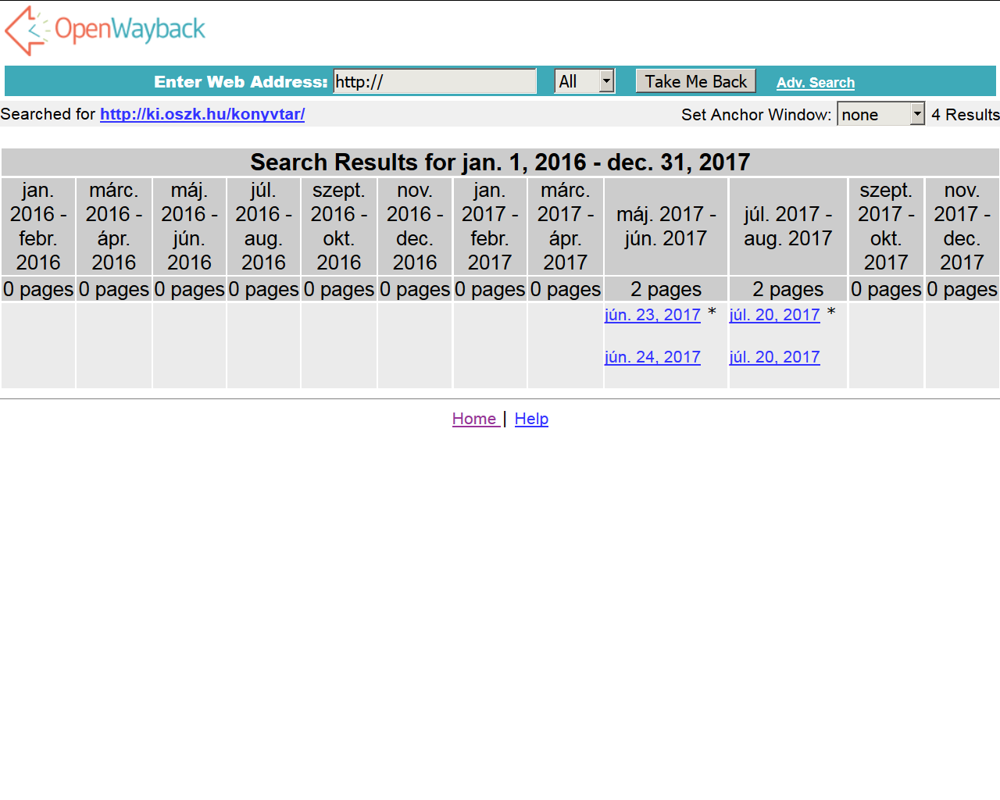 OpenWayback
Enter Web Address: http:// All Take Me Back Adv. Search
Searched for http://ki.oszk.hu/konyvtar/ Set Anchor Window: none 4 Results
Search Results for jan. 1, 2016 - dec. 31, 2017
jan. 2016 - febr. 2016
márc. 2016 - ápr. 2016
máj. 2016 - jún. 2016
júl. 2016 - aug. 2016
szept. 2016 - okt. 2016
nov. 2016 - dec. 2016
jan. 2017 - febr. 2017
márc. 2017 - ápr. 2017
máj. 2017 - jún. 2017
júl. 2017 - aug. 2017
szept. 2017 - okt. 2017
nov. 2017 - dec. 2017
0 pages 0 pages 0 pages 0 pages 0 pages 0 pages 0 pages 0 pages 2 pages 2 pages 0 pages 0 pages
jún. 23, 2017 * júl. 20, 2017 *
jún. 24, 2017 júl. 20, 2017
Home | Help